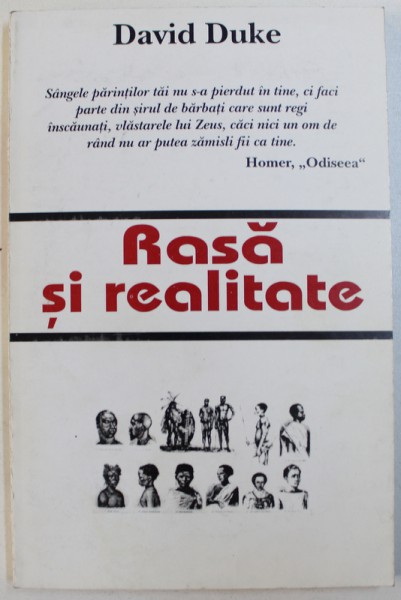 David Duke
Sângele părinților tăi nu s-a pierdut în tine, ci faci
parte din șirul de bărbați care sunt regi
înscăunați, vlăstarele lui Zeus, căci nici un om de
rând nu ar putea zămisli fii ca tine.
Homer, „Odiseea“
Rasă
și realitate